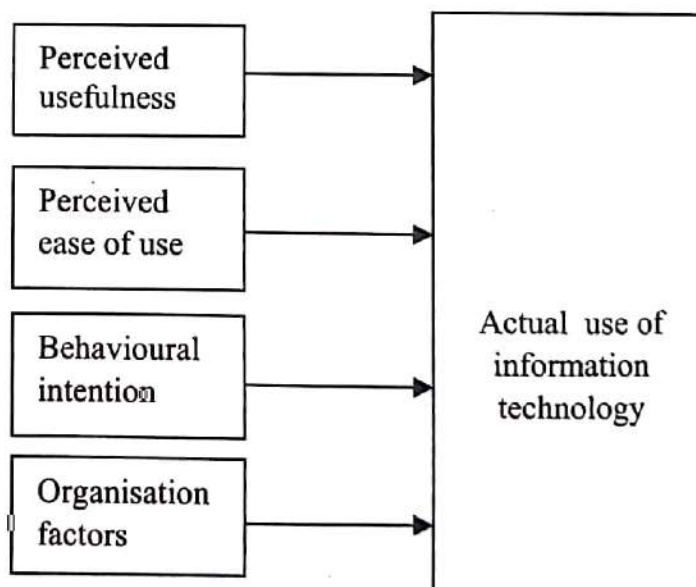 Perceived
usefulness
Perceived
ease of use
Behavioural
intention
Organisation
factors
Actual use of
information
technology